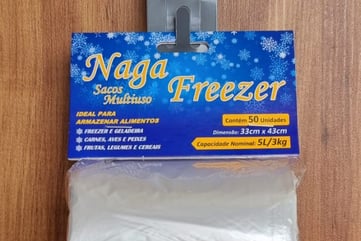 Naga
Freezer
Sacos
Multiuso
IDEAL PARA
ARMAZENAR ALIMENTOS
FREEZER E GELADEIRA
CARNES, AVES E PEIXES
FRUTAS, LEGUMES E CEREAIS
Contém 50 Unidades
Dimensão: 33cm x 43cm
Capacidade Nominal: 5L/3kg